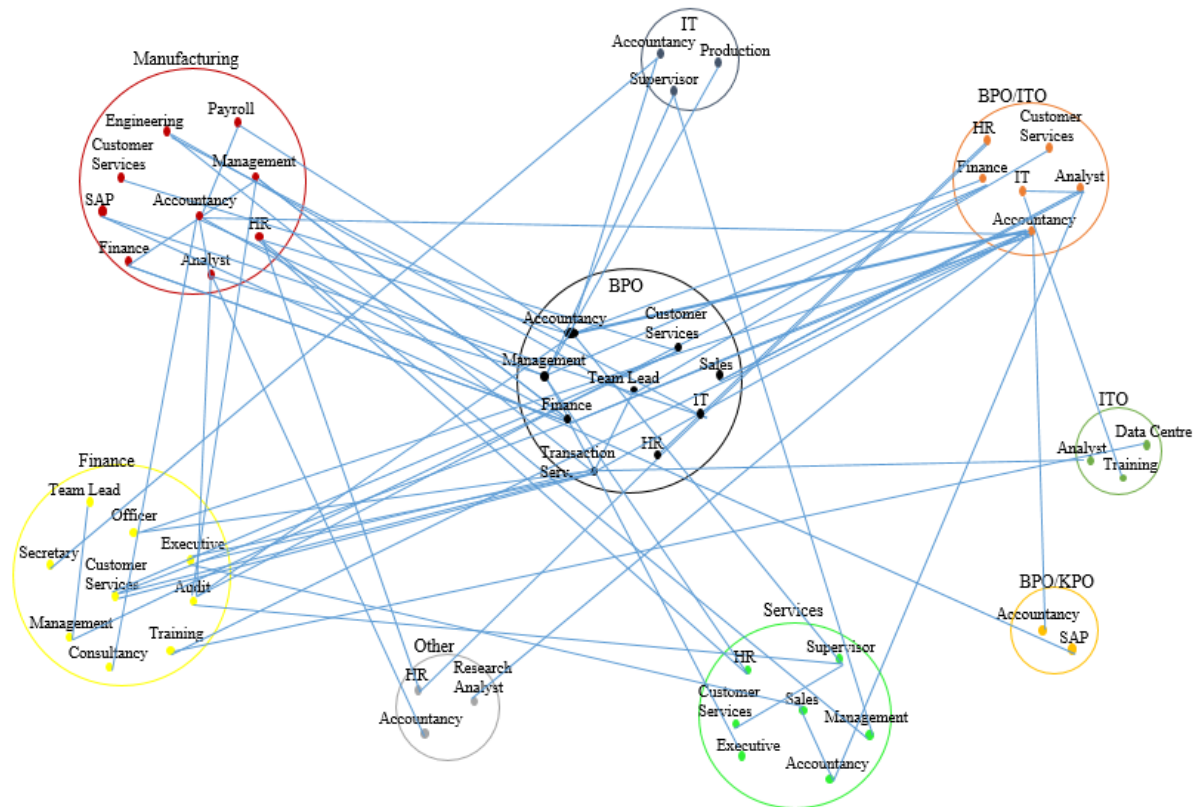 IT
Accountancy
Production
Supervisor
Manufacturing
Payroll
Engineering
Customer
Services
Management
SAP
Accountancy
HR
Finance
Analyst
BPO/ITO
Customer
Services
HR
Finance
IT
Analyst
Accountancy
BPO
Accountancy
Customer
Services
Management
Sales
Team Lead
Finance
IT
HR
Transaction
Serv.
ITO
Data Centre
Analyst
Training
Finance
Team Lead
Officer
Secretary
Executive
Customer
Services
Audit
Management
Training
Consultancy
BPO/KPO
Accountancy
SAP
Other
HR
Research
Analyst
Accountancy
Services
Supervisor
HR
Customer
Services
Sales
Management
Executive
Accountancy